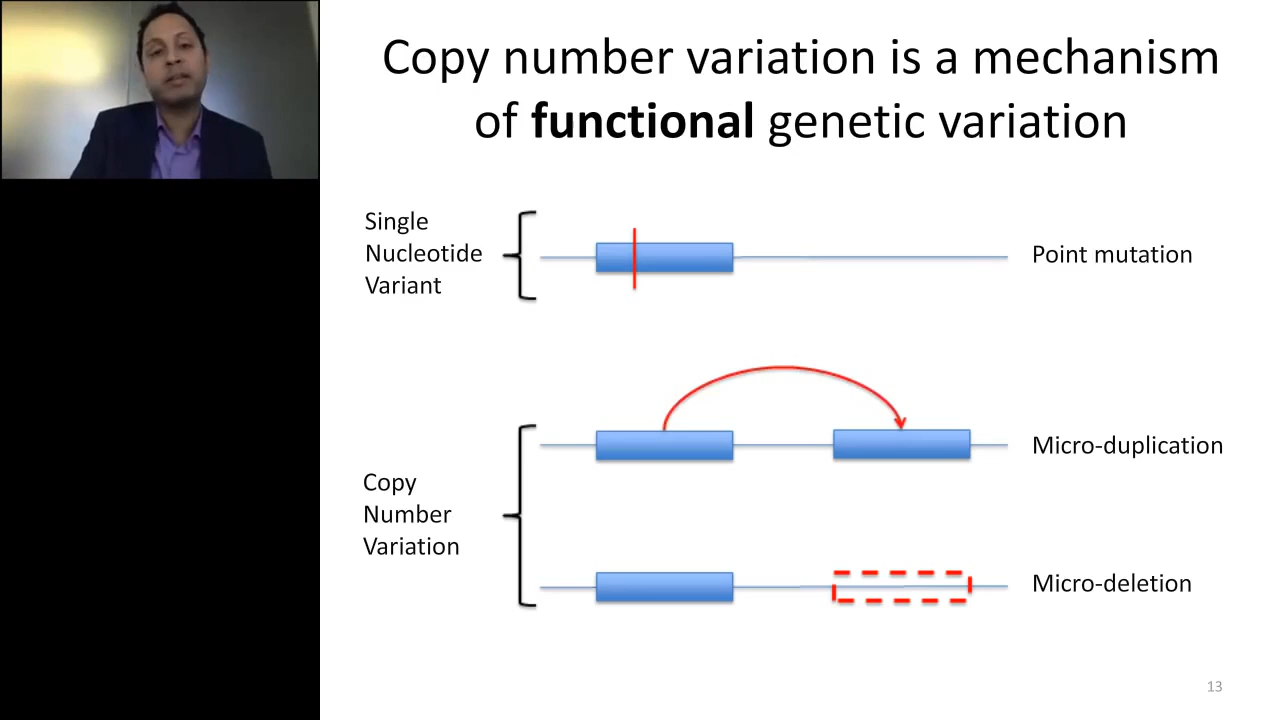 Copy number variation is a mechanism
of functional genetic variation
Single
Nucleotide
Variant
Point mutation
Copy
Number
Variation
Micro-duplication
Micro-deletion
13